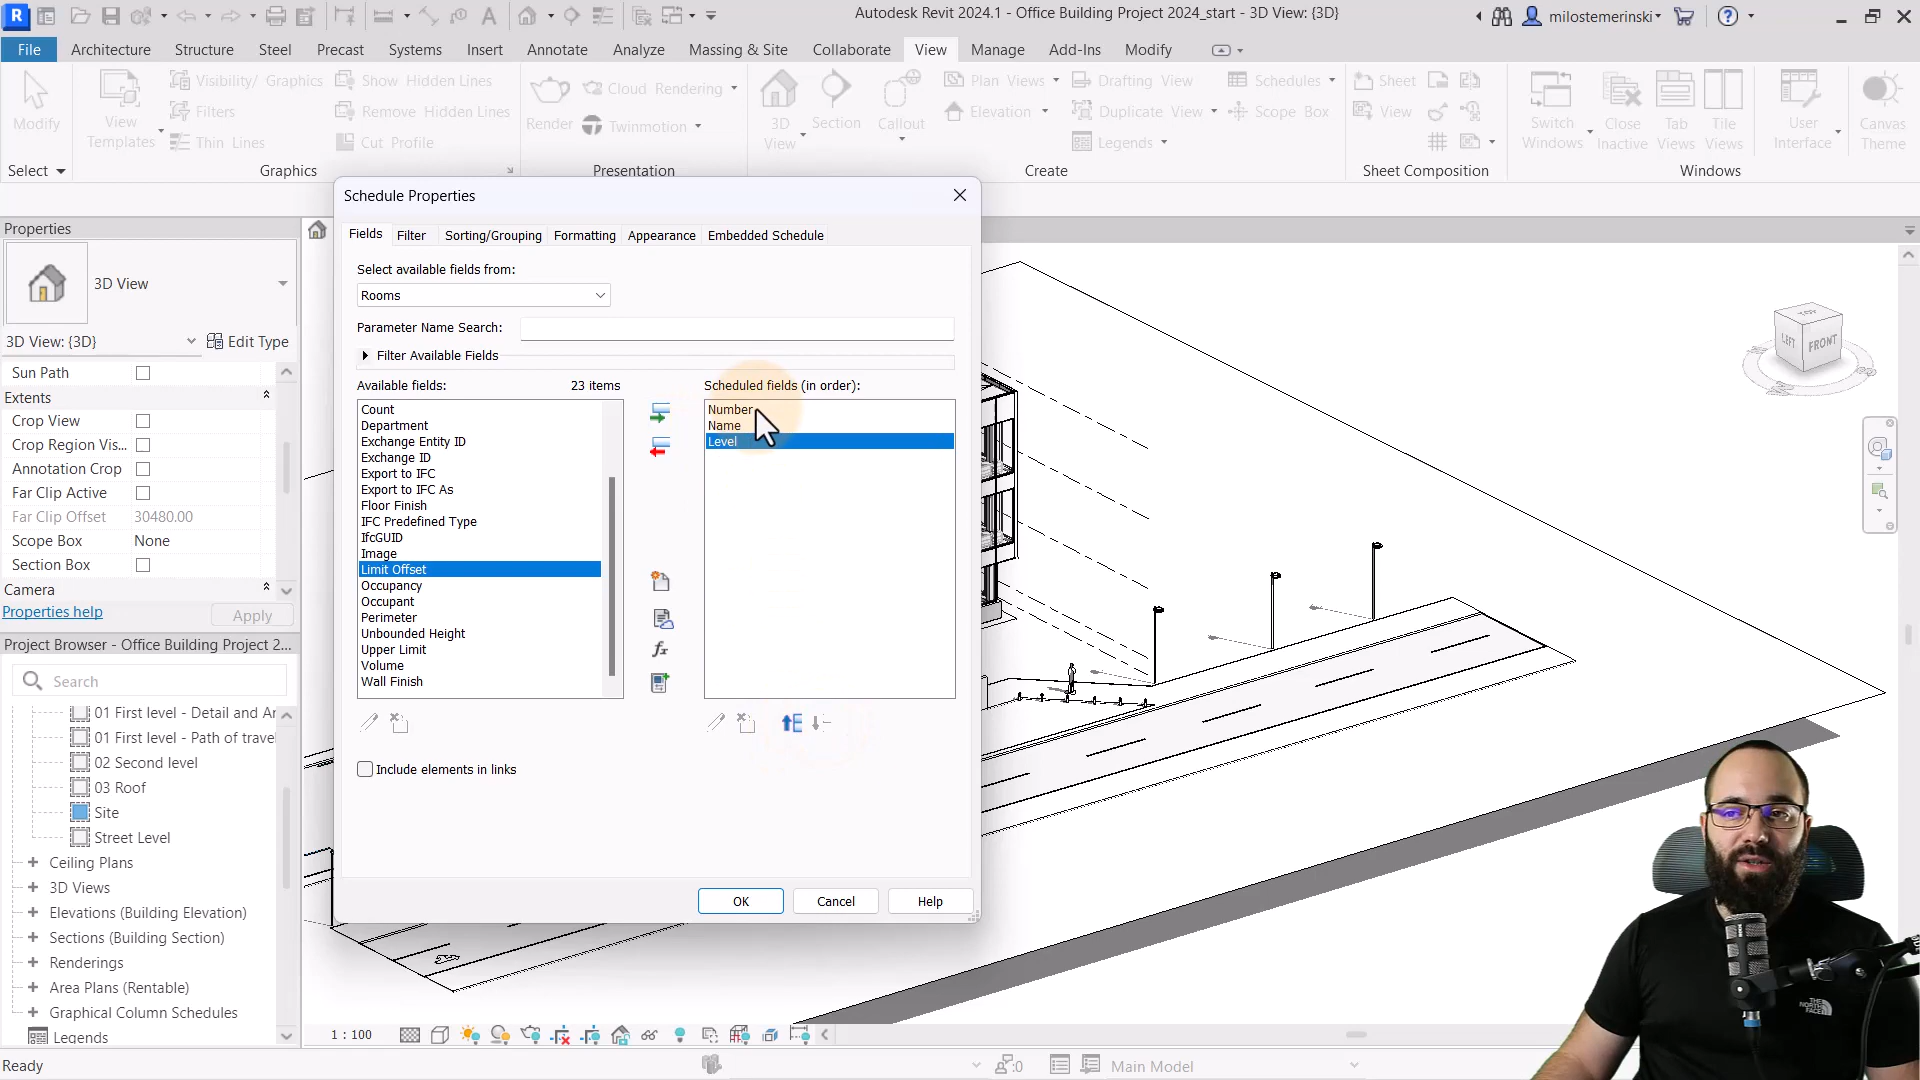 Autodesk Revit 2024.1 - Office Building Project 2024_start - 3D View: {3D}
milostemerinski
File Architecture Structure Steel Precast Systems Insert Annotate Analyze Massing & Site Collaborate View Manage Add-Ins Modify
Modify
View
Templates
Visibility/ Graphics
Filters
Thin Lines
Show Hidden Lines
Remove Hidden Lines
Cut Profile
Render
Cloud Rendering
Twinmotion
3D
View
Section
Callout
Plan Views
Elevation
Drafting View
Duplicate View
Legends
Schedules
Scope Box
Sheet
View
Switch
Windows
Close
Inactive
Tab
Views
Tile
Views
User
Interface
Canvas
Theme
Select
Graphics
Presentation
Create
Sheet Composition
Windows
Properties
3D View
3D View: {3D}
Edit Type
Sun Path
Extents
Crop View
Crop Region Vis...
Annotation Crop
Far Clip Active
Far Clip Offset 30480.00
Scope Box None
Section Box
Camera
Properties help
Apply
Project Browser - Office Building Project 2...
Search
01 First level - Detail and Ar
01 First level - Path of trave
02 Second level
03 Roof
Site
Street Level
Ceiling Plans
3D Views
Elevations (Building Elevation)
Sections (Building Section)
Renderings
Area Plans (Rentable)
Graphical Column Schedules
Legends
Schedule Properties
Fields Filter Sorting/Grouping Formatting Appearance Embedded Schedule
Select available fields from:
Rooms
Parameter Name Search:
Filter Available Fields
Available fields: 23 items
Count
Department
Exchange Entity ID
Exchange ID
Export to IFC
Export to IFC As
Floor Finish
IFC Predefined Type
IfcGUID
Image
Limit Offset
Occupancy
Occupant
Perimeter
Unbounded Height
Upper Limit
Volume
Wall Finish
fx
Scheduled fields (in order):
Number
Name
Level
Include elements in links
OK Cancel Help
TOP
LEFT
FRONT
THE
NORTH
FACE
1 : 100
Ready
:0
Main Model